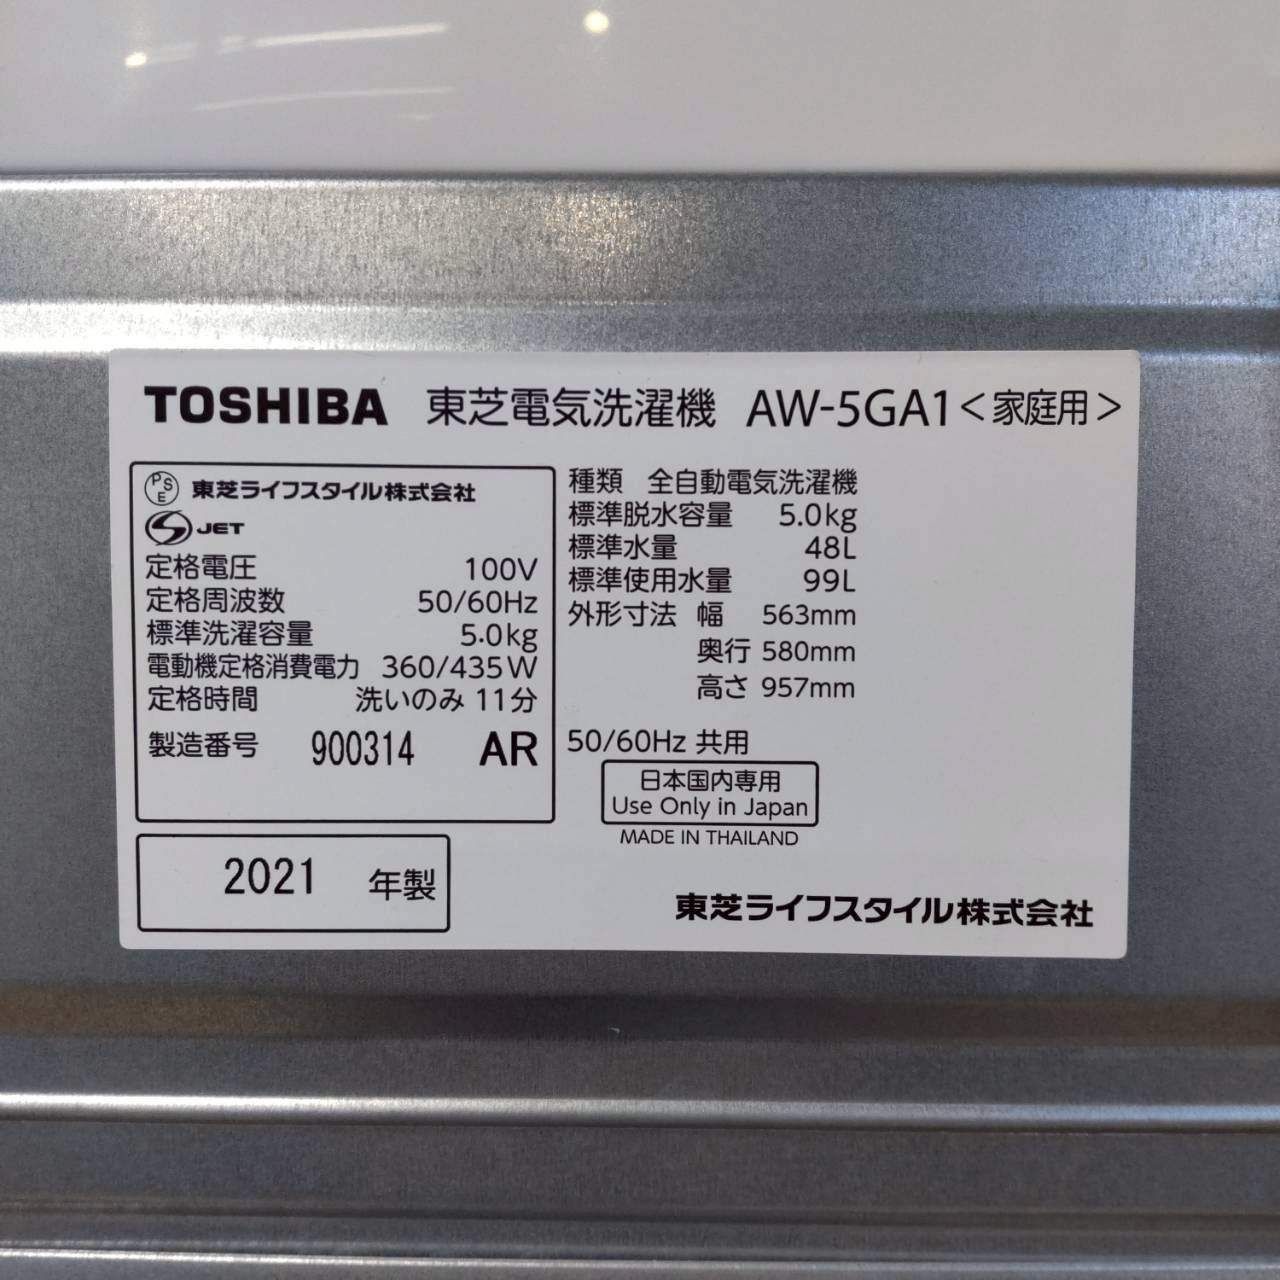 TOSHIBA 東芝電気洗濯機 AW-5GA1＜家庭用＞
PSE 東芝ライフスタイル株式会社
S JET
定格電圧 100V
定格周波数 50/60Hz
標準洗濯容量 5.0kg
電動機定格消費電力 360/435W
定格時間 洗いのみ 11分
製造番号 900314 AR
2021 年製
種類 全自動電気洗濯機
標準脱水容量 5.0kg
標準水量 48L
標準使用水量 99L
外形寸法 幅 563mm
奥行 580mm
高さ 957mm
50/60Hz 共用
日本国内専用
Use Only in Japan
MADE IN THAILAND
東芝ライフスタイル株式会社